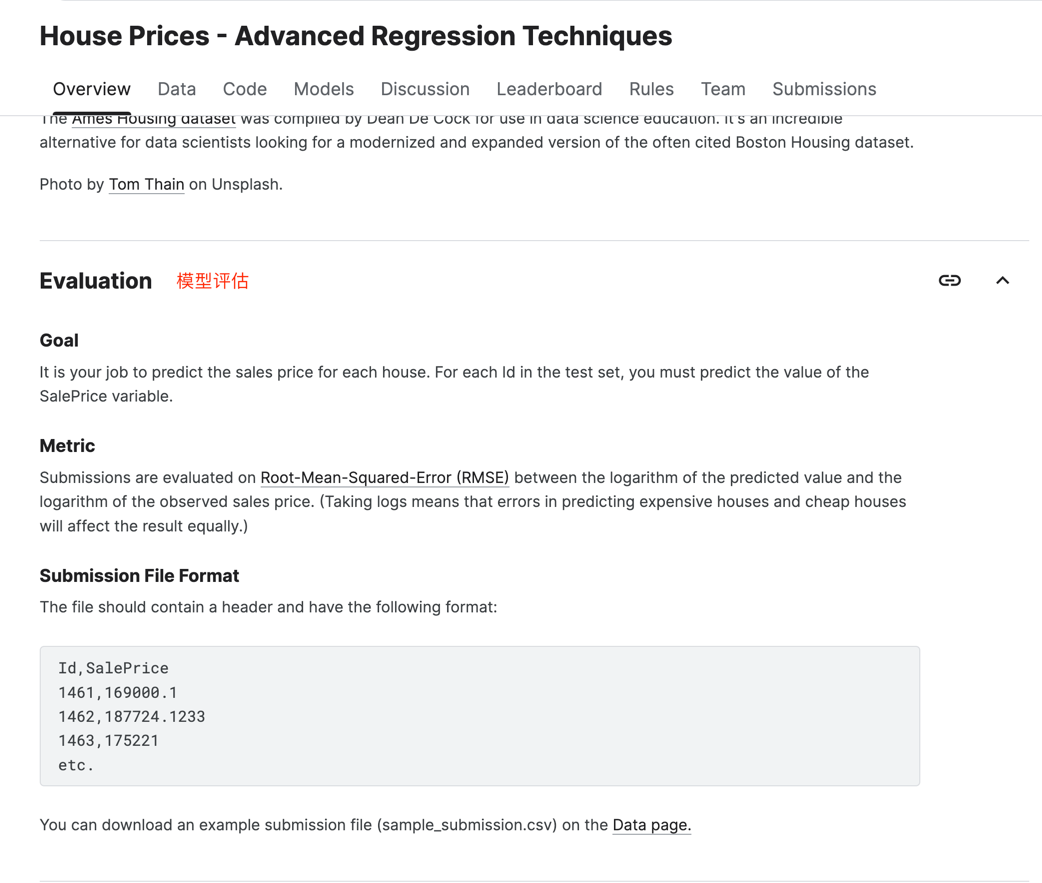 House Prices - Advanced Regression Techniques
Overview Data Code Models Discussion Leaderboard Rules Team Submissions
The Ames Housing dataset was compiled by Dean De Cock for use in data science education. It's an incredible
alternative for data scientists looking for a modernized and expanded version of the often cited Boston Housing dataset.
Photo by Tom Thain on Unsplash.
Evaluation 模型评估
Goal
It is your job to predict the sales price for each house. For each Id in the test set, you must predict the value of the
SalePrice variable.
Metric
Submissions are evaluated on Root-Mean-Squared-Error (RMSE) between the logarithm of the predicted value and the
logarithm of the observed sales price. (Taking logs means that errors in predicting expensive houses and cheap houses
will affect the result equally.)
Submission File Format
The file should contain a header and have the following format:
Id,SalePrice
1461,169000.1
1462,187724.1233
1463,175221
etc.
You can download an example submission file (sample_submission.csv) on the Data page.